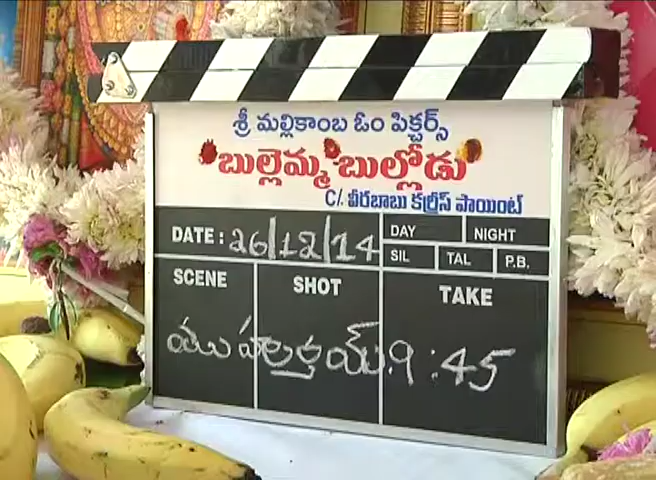 శ్రీ మల్లికాంబ ఓం పిక్చర్స్
బుల్లెమ్మ బుల్లోడు
C/. వీరబాబు కర్రీస్ పాయింట్
DATE: 26/12/14
DAY NIGHT
SIL TAL P.B.
SCENE SHOT TAKE
9:45